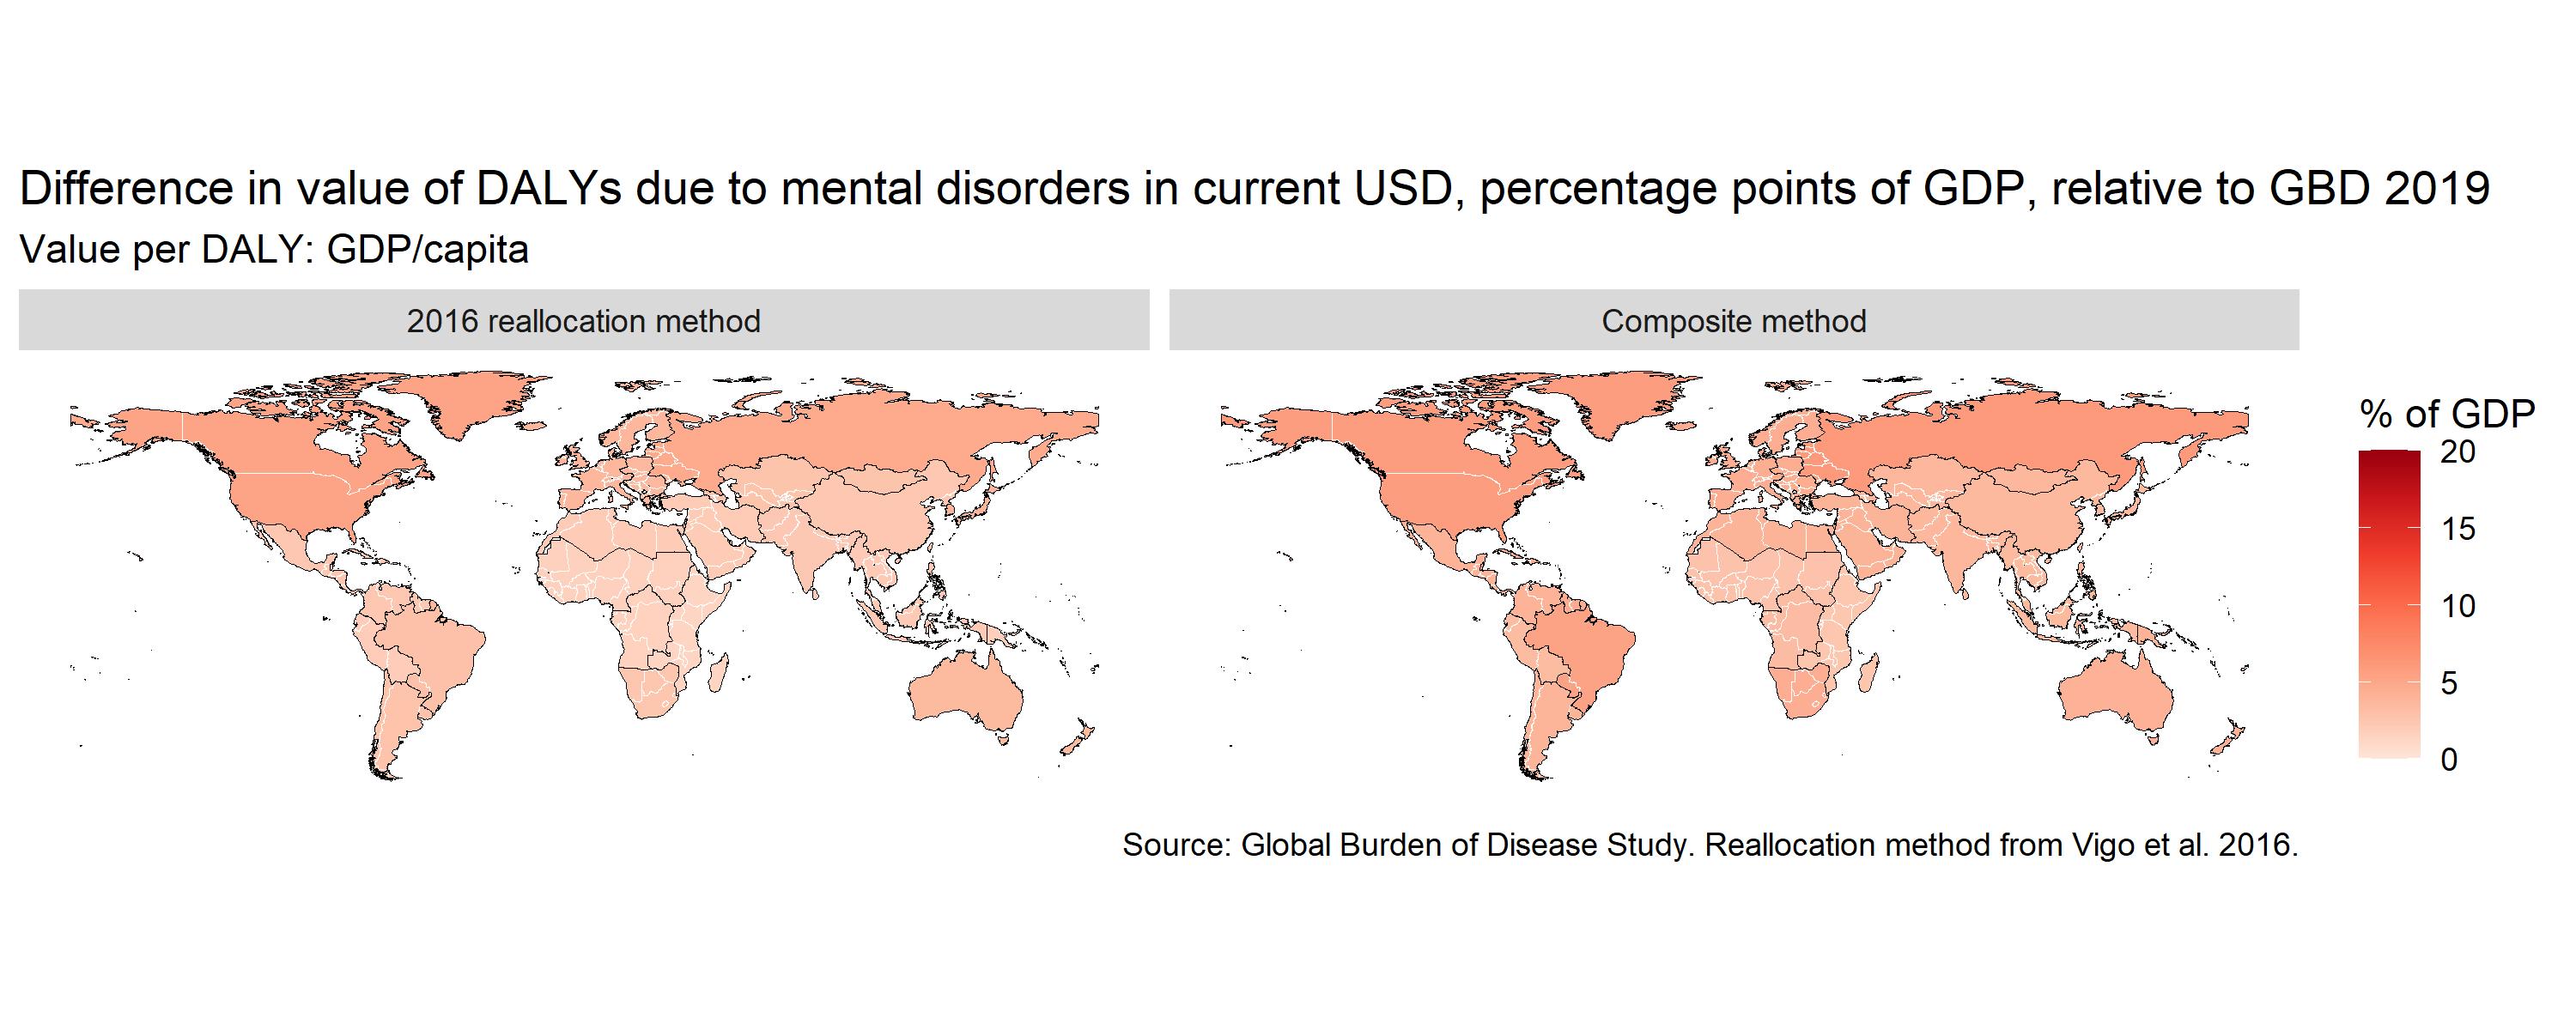 Difference in value of DALYs due to mental disorders in current USD, percentage points of GDP, relative to GBD 2019
Value per DALY: GDP/capita
2016 reallocation method
Composite method
% of GDP
20
15
10
5
0
Source: Global Burden of Disease Study. Reallocation method from Vigo et al. 2016.